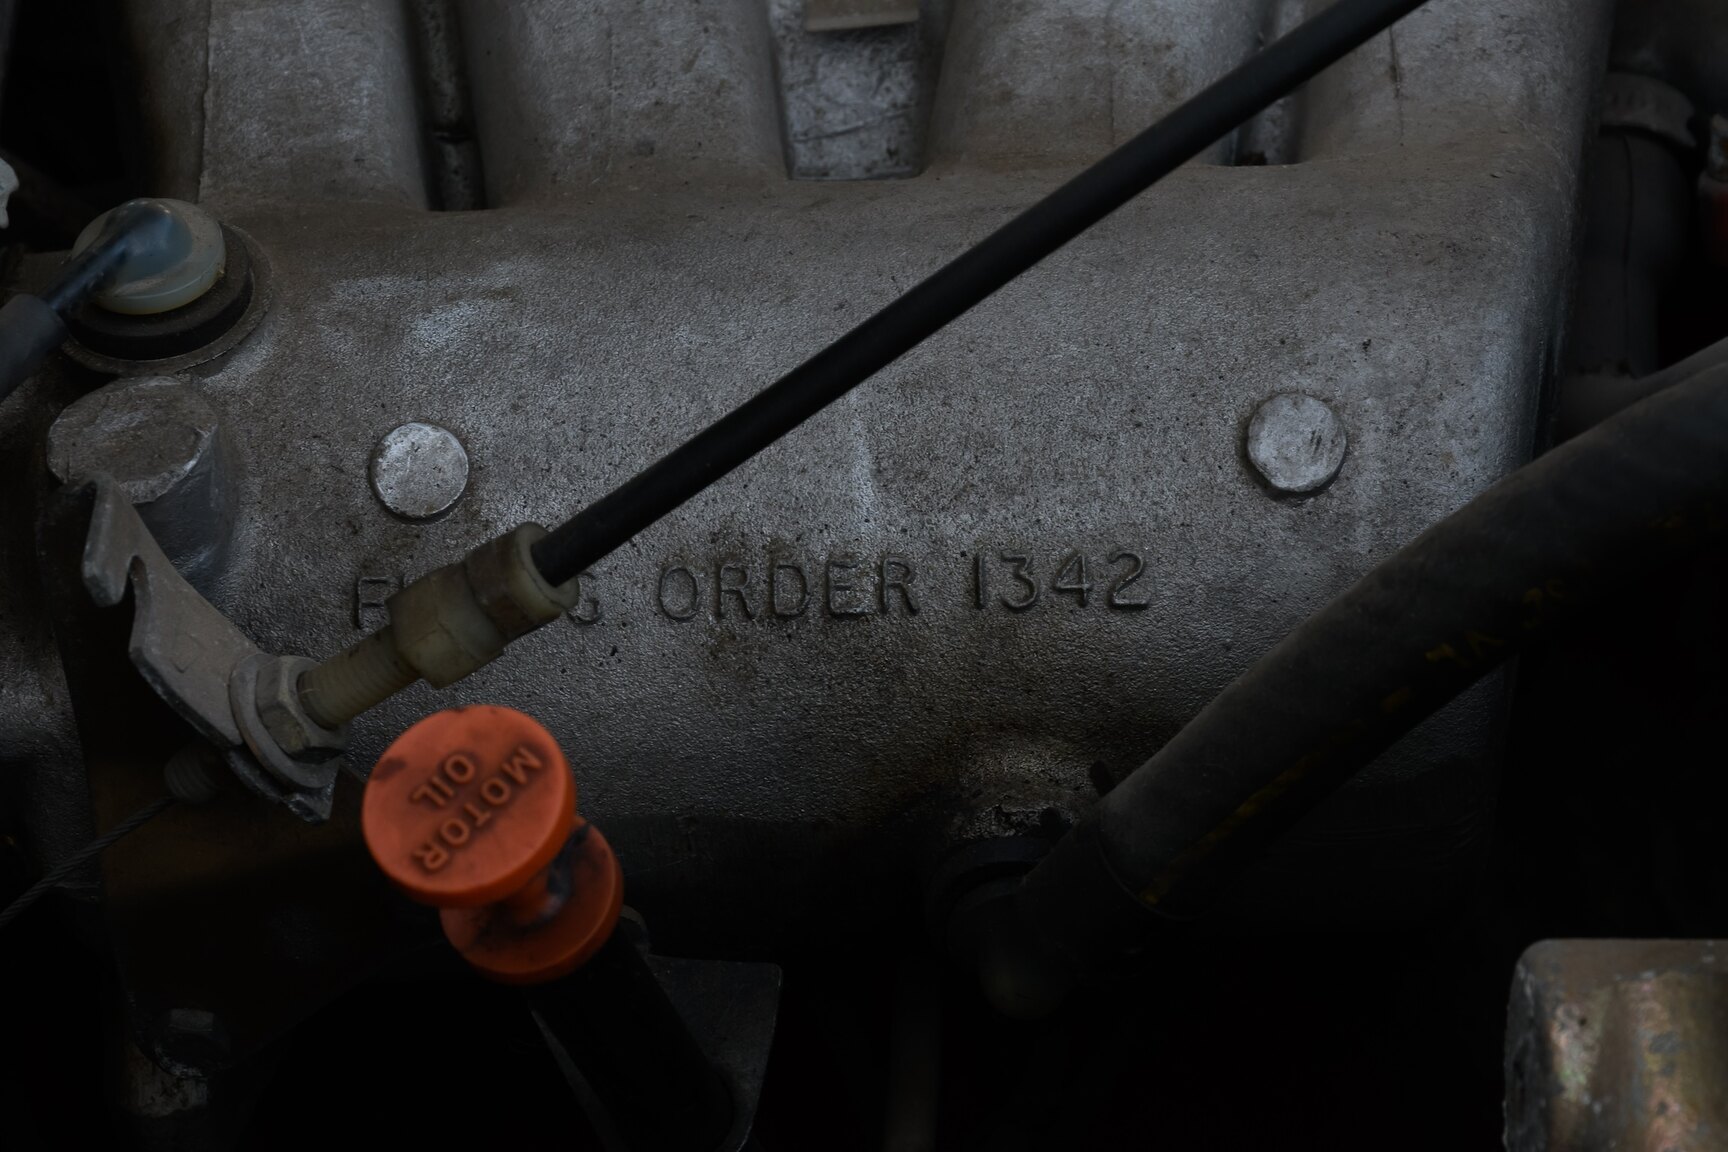 F G ORDER 1342
MOTOR
OIL